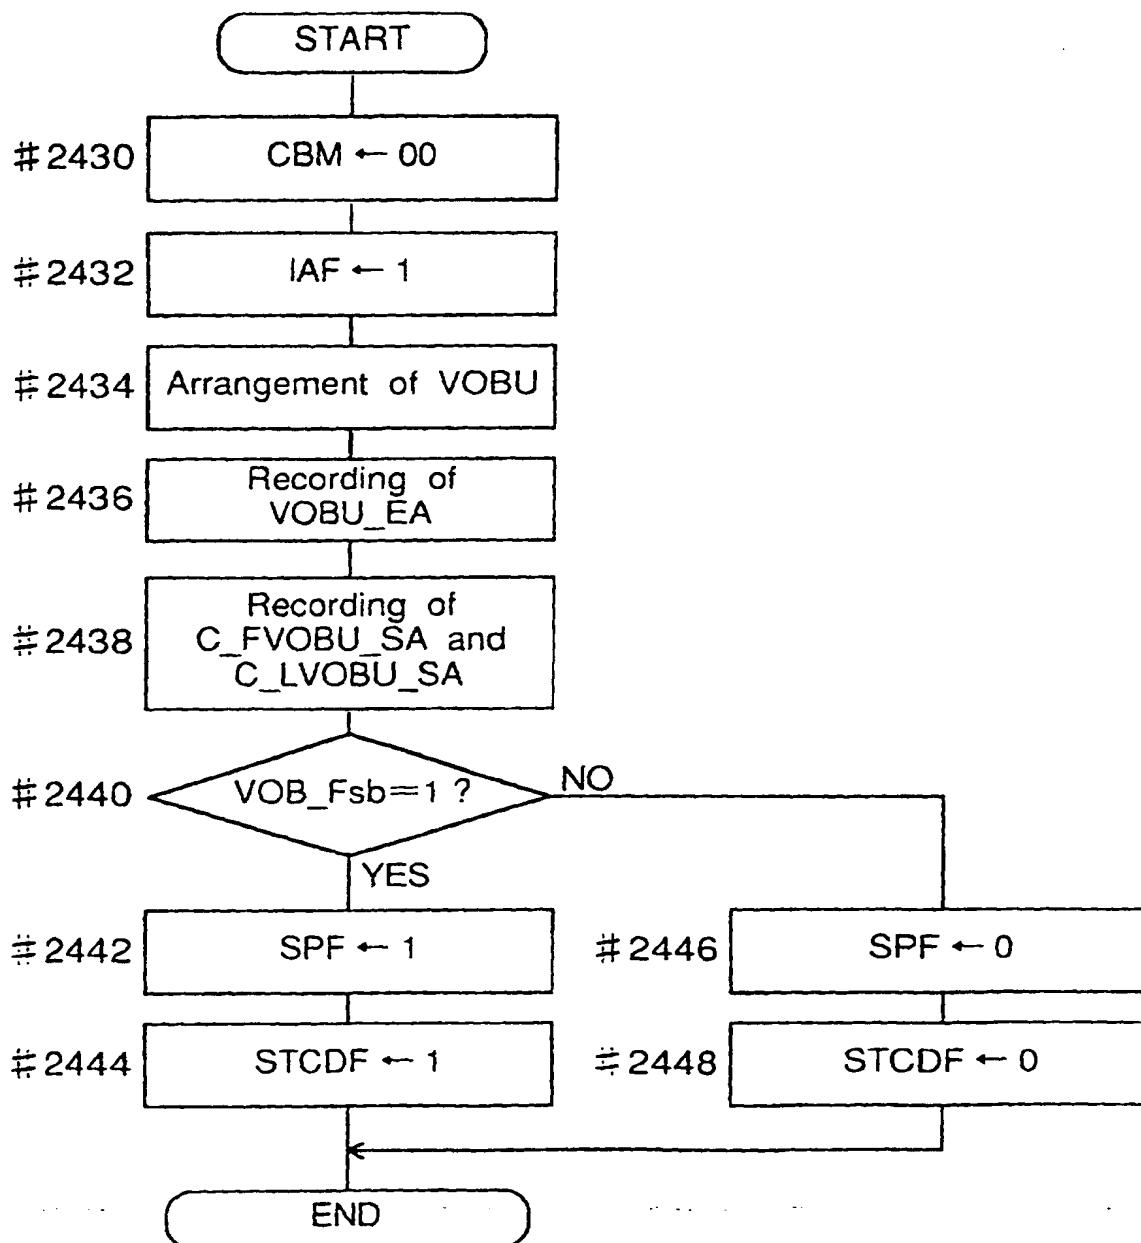 START
#2430
CBM ← 00
#2432
IAF ← 1
#2434
Arrangement of VOBU
#2436
Recording of
VOBU_EA
#2438
Recording of
C_FVOBU_SA and
C_LVOBU_SA
#2440
VOB_Fsb=1 ?
NO
YES
#2442
SPF ← 1
#2446
SPF ← 0
#2444
STCDF ← 1
#2448
STCDF ← 0
END